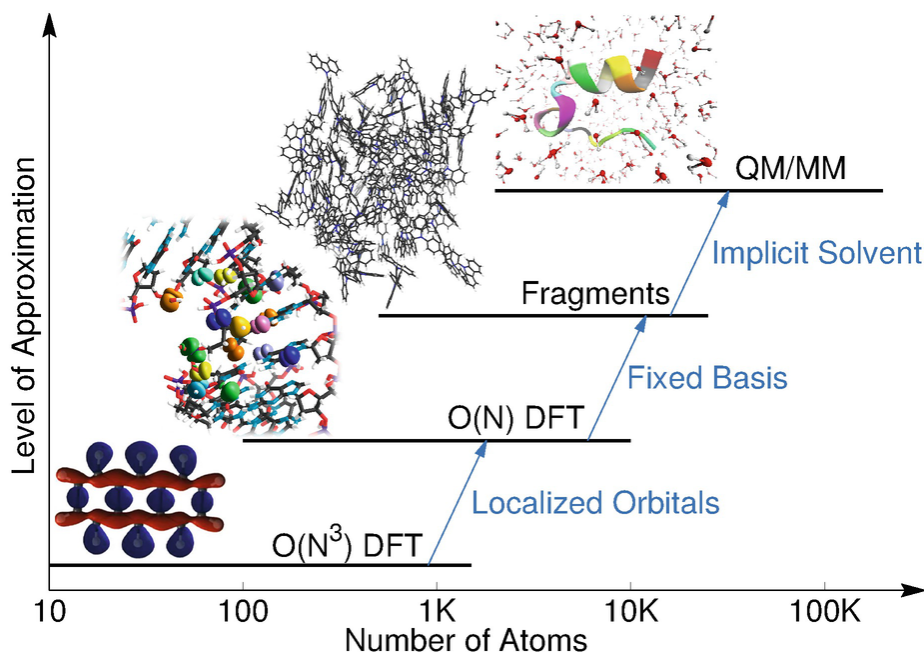 Level of Approximation
QM/MM
Implicit Solvent
Fragments
Fixed Basis
O(N) DFT
Localized Orbitals
O(N³) DFT
10
100
1K
10K
100K
Number of Atoms